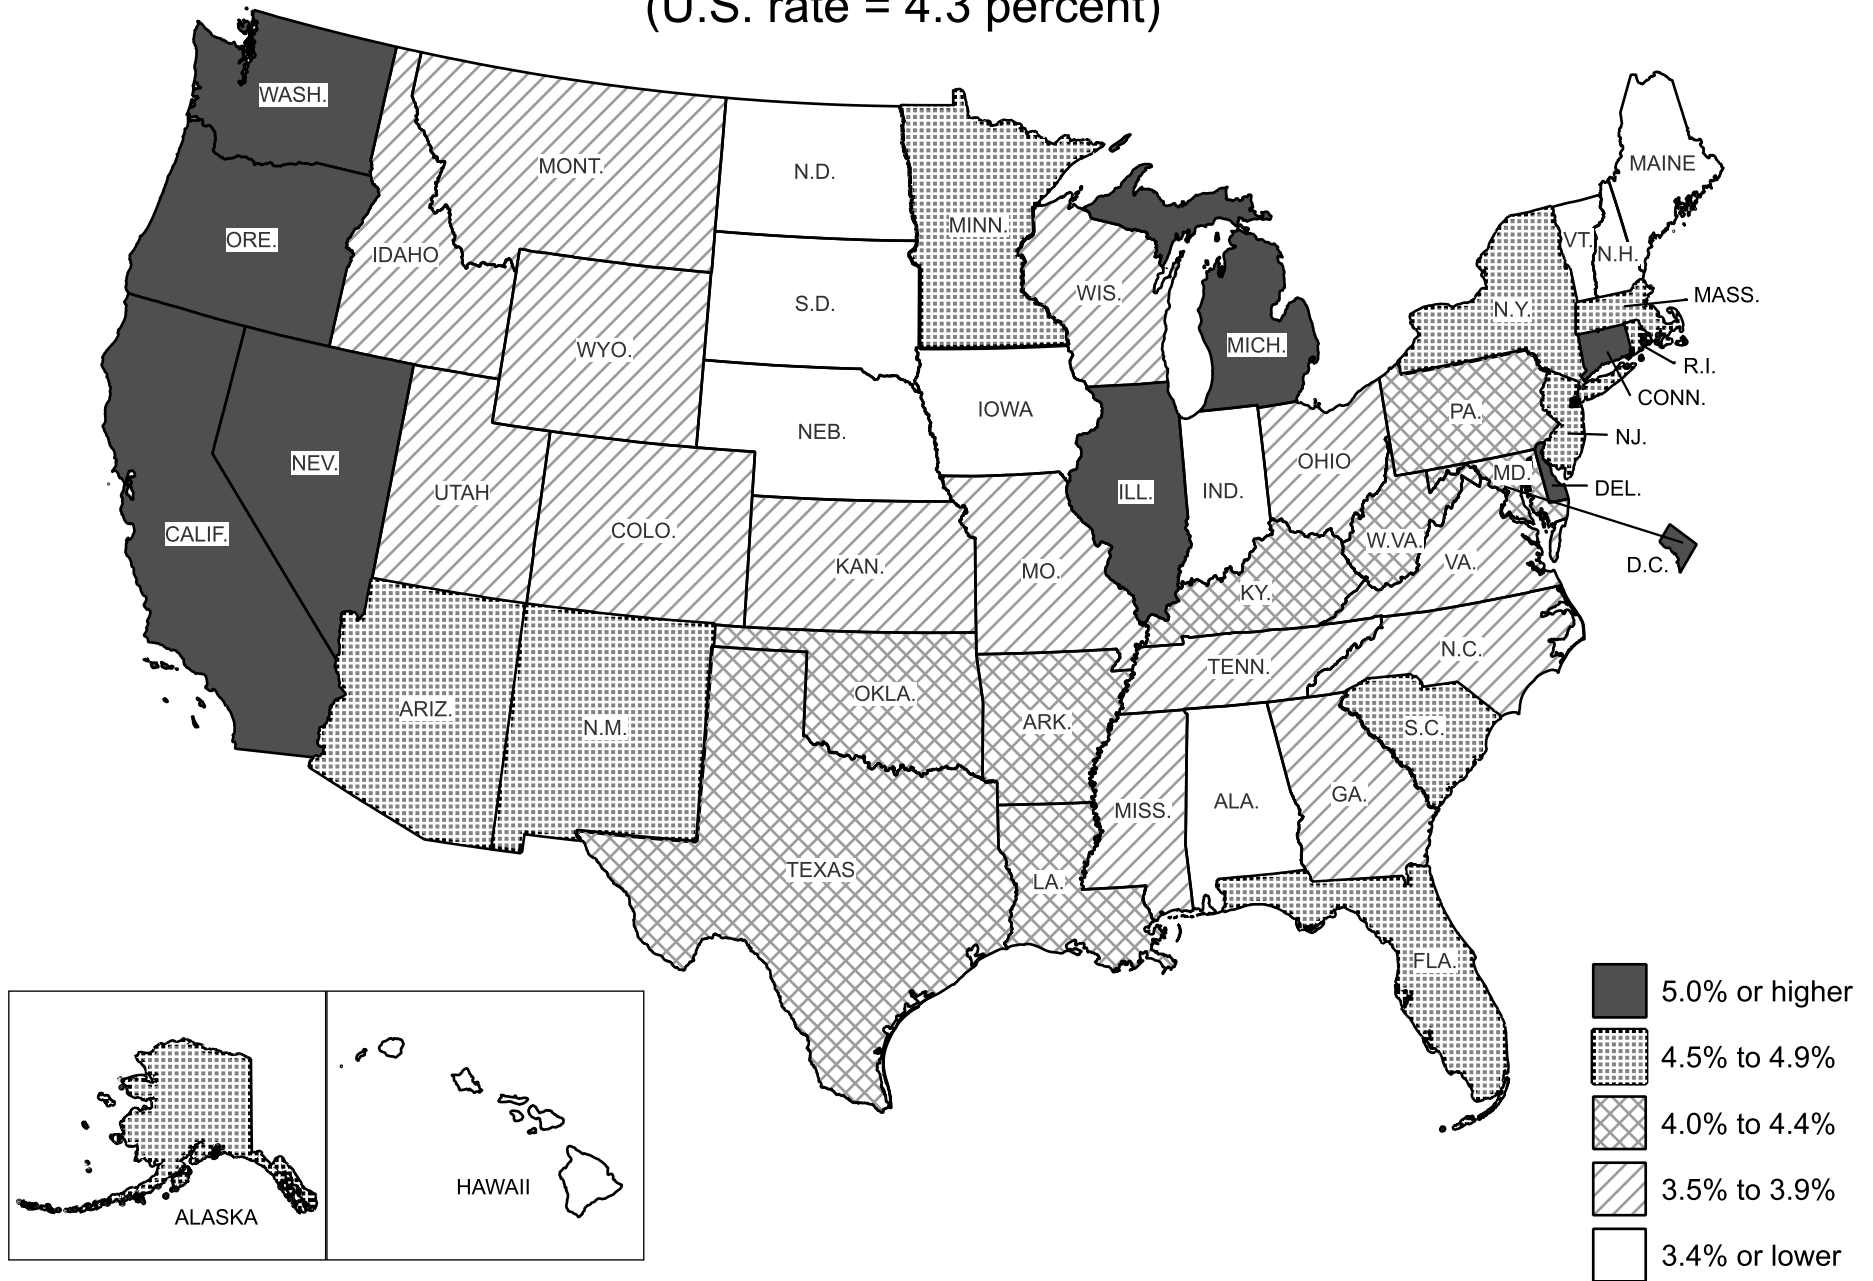 (U.S. rate = 4.3 percent)
WASH.
MONT.
N.D.
MINN.
MAINE
ORE.
IDAHO
VT.
N.H.
S.D.
WIS.
N.Y.
MASS.
WYO.
MICH.
R.I.
CONN.
NEB.
IOWA
PA.
NJ.
NEV.
UTAH
OHIO
MD.
DEL.
ILL.
IND.
CALIF.
COLO.
KAN.
MO.
W.VA.
VA.
D.C.
KY.
N.C.
TENN.
OKLA.
ARIZ.
N.M.
ARK.
S.C.
MISS.
ALA.
GA.
TEXAS
LA.
FLA.
ALASKA
HAWAII
5.0% or higher
4.5% to 4.9%
4.0% to 4.4%
3.5% to 3.9%
3.4% or lower